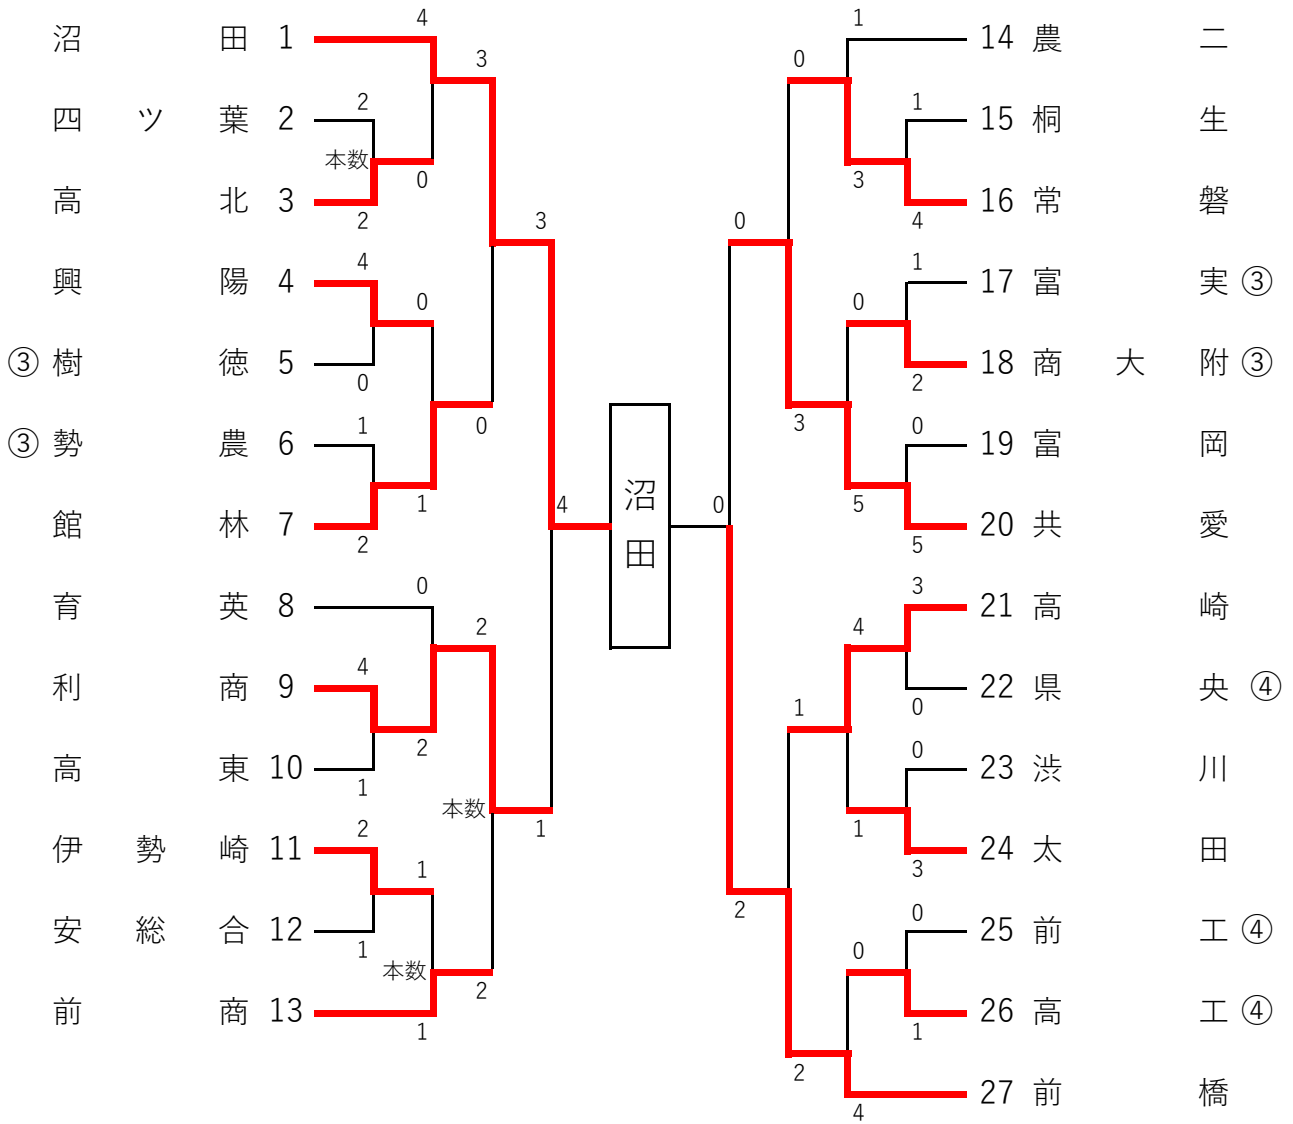 沼田 1
四ツ葉 2
高北 3
興陽 4
③ 樹徳 5
③ 勢農 6
館林 7
育英 8
利商 9
高東 10
伊勢崎 11
安総合 12
前商 13
4
3
2
本数
0
2
3
4
0
0
0
1
1
2
4
0
2
4
2
1
本数
1
2
1
1
本数
2
1
沼
田
1
0
1
3
4
0
1
0
2
3
0
5
5
0
3
4
0
1
0
1
3
2
0
0
1
2
4
14 農二
15 桐生
16 常磐
17 富実 ③
18 商大附 ③
19 富岡
20 共愛
21 高崎
22 県央 ④
23 渋川
24 太田
25 前工 ④
26 高工 ④
27 前橋